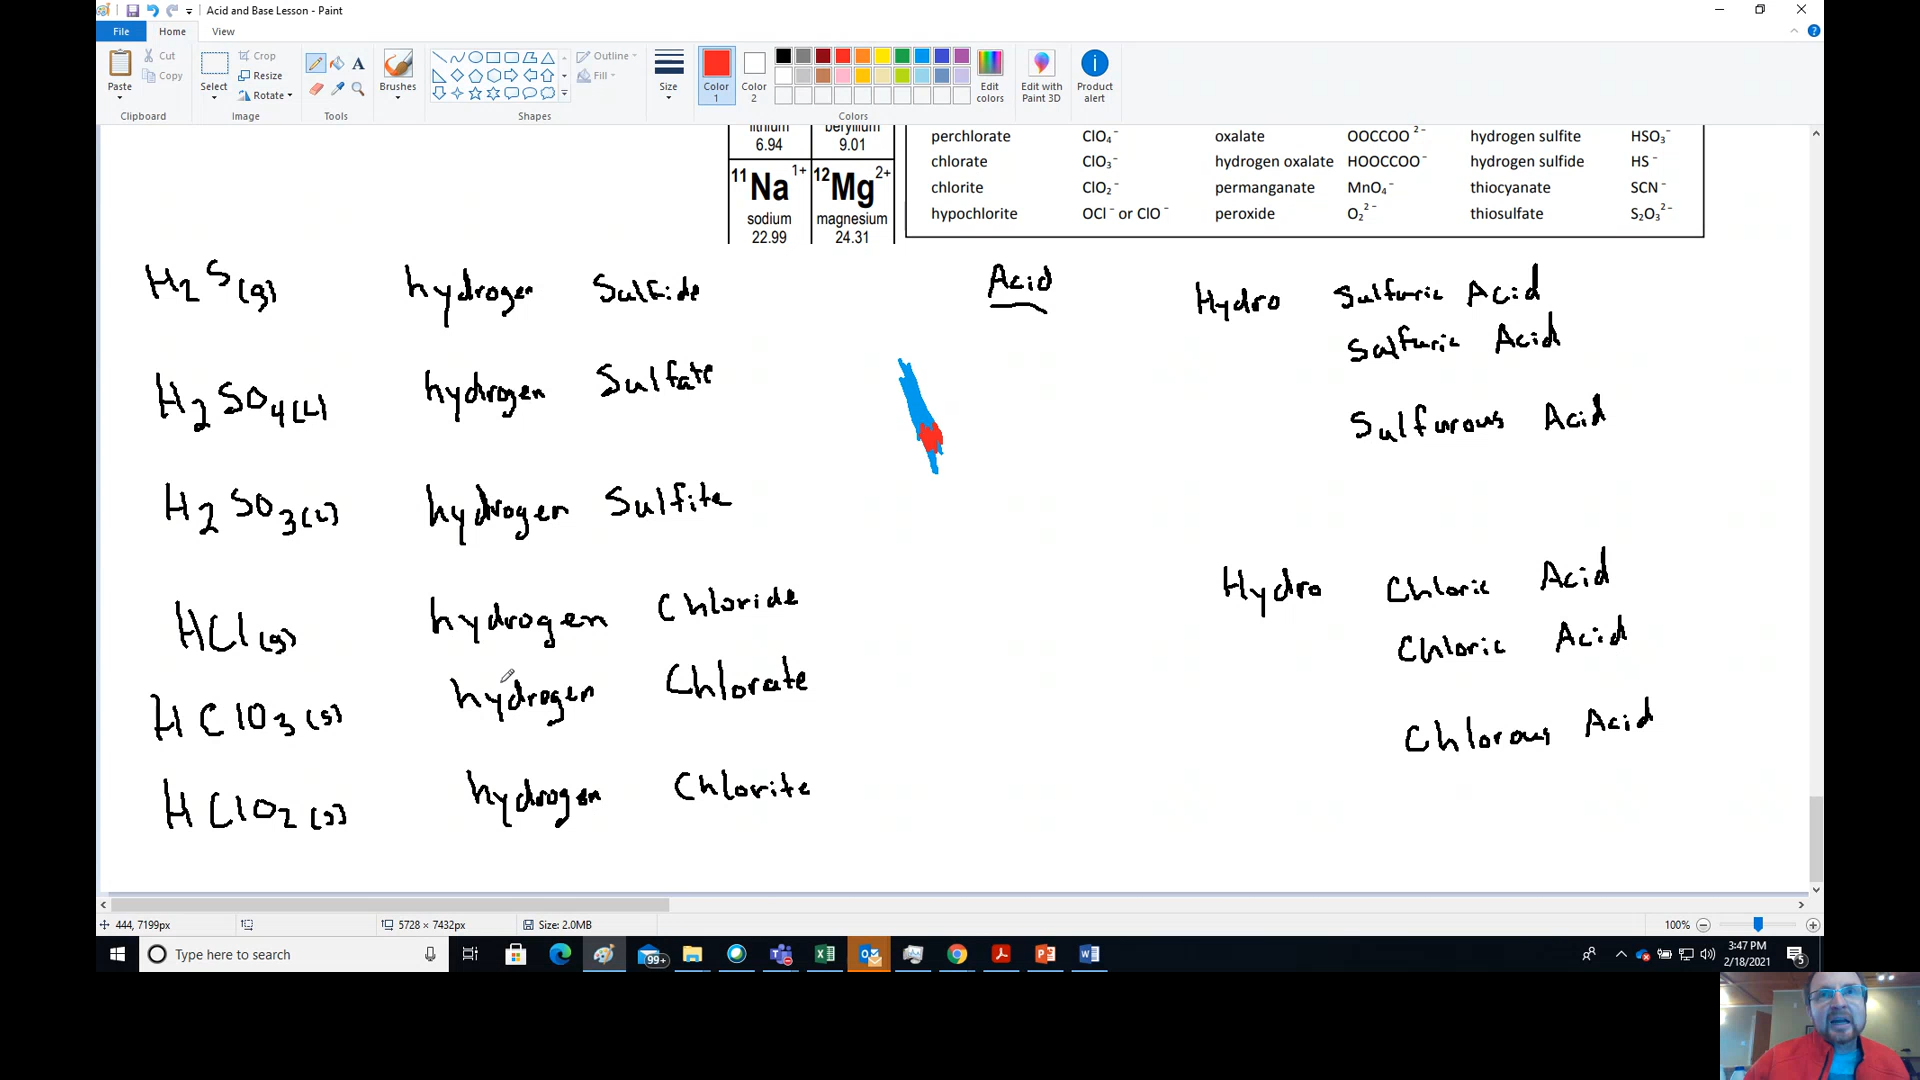 Acid and Base Lesson - Paint
File Home View
Cut
Copy
Clipboard
Select
Crop
Resize
Rotate
Image
Tools
Brushes
Outline
Fill
Shapes
Size
Color 1
Color 2
Colors
Edit colors
Edit with Paint 3D
Product alert
lithium beryllium
6.94 9.01
11 Na 1+ 12 Mg 2+
sodium magnesium
22.99 24.31
perchlorate ClO₄⁻ oxalate OOCCOO²⁻ hydrogen sulfite HSO₃⁻
chlorate ClO₃⁻ hydrogen oxalate HOOCCOO⁻ hydrogen sulfide HS⁻
chlorite ClO₂⁻ permanganate MnO₄⁻ thiocyanate SCN⁻
hypochlorite OCl⁻ or ClO⁻ peroxide O₂²⁻ thiosulfate S₂O₃²⁻
H₂S(g) hydrogen Sulfide Acid Hydro Sulfuric Acid
Sulfuric Acid
H₂SO₄(L) hydrogen Sulfate Sulfurous Acid
H₂SO₃(L) hydrogen Sulfite
HCl(g) hydrogen Chloride Hydro Chloric Acid
HClO₃(s) hydrogen Chlorate Chloric Acid
HClO₂(s) hydrogen Chlorite Chlorous Acid
444, 7199px 5728 × 7432px Size: 2.0MB 100%
Type here to search
99+
3:47 PM
2/18/2021
5